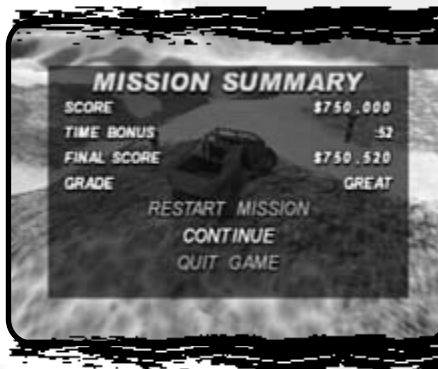 MISSION SUMMARY
SCORE $750,000
TIME BONUS :52
FINAL SCORE $750,520
GRADE GREAT
RESTART MISSION
CONTINUE
QUIT GAME